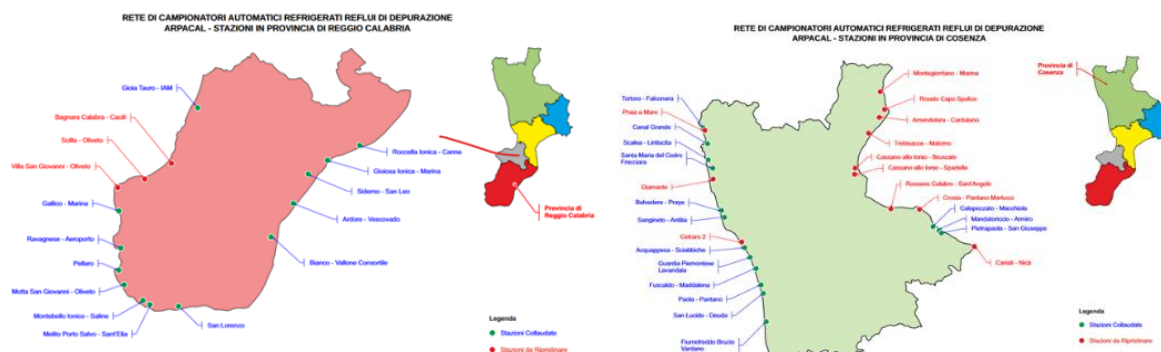 RETE DI CAMPIONATORI AUTOMATICI REFRIGERATI REFLUI DI DEPURAZIONE
ARPACAL - STAZIONI IN PROVINCIA DI REGGIO CALABRIA
Gioia Tauro - IAM
Bagnara Calabra - Cacili
Scilla - Oliveto
Villa San Giovanni - Oliveto
Gallico - Marina
Ravagnese - Aeroporto
Pellaro
Motta San Giovanni - Oliveto
Montebello Ionico - Saline
Melito Porto Salvo - Sant'Elia
San Lorenzo
Roccella Ionica - Canne
Gioiosa Ionica - Marina
Siderno - San Leo
Ardore - Vescovado
Bianco - Vallone Consortile
Provincia di
Reggio Calabria
Legenda
Stazioni Collaudate
Stazioni da Ripristinare
RETE DI CAMPIONATORI AUTOMATICI REFRIGERATI REFLUI DI DEPURAZIONE
ARPACAL - STAZIONI IN PROVINCIA DI COSENZA
Tortora - Falconara
Praia a Mare
Canal Grande
Scalea - Lintiscita
Santa Maria del Cedro
Frecciara
Diamante
Belvedere - Praye
Sangineto - Antilia
Cetraro 2
Acquappesa - Sciabbiche
Guardia Piemontese
Lavandaia
Fuscaldo - Maddalena
Paola - Pantano
San Lucido - Deuda
Fiumefreddo Bruzio
Vardano
Montegiordano - Marina
Roseto Capo Spulico
Amendolara - Cantolano
Trebisacce - Materno
Cassano allo Ionio - Bruscate
Cassano allo Ionio - Spadelle
Rossano Calabro - Sant'Angelo
Crosia - Pantano Martucci
Calopezzato - Macchiola
Mandatoriccio - Armiro
Pietrapaola - San Giuseppe
Cariati - Nicà
Provincia di
Cosenza
Legenda
Stazioni Collaudate
Stazioni da Ripristinare